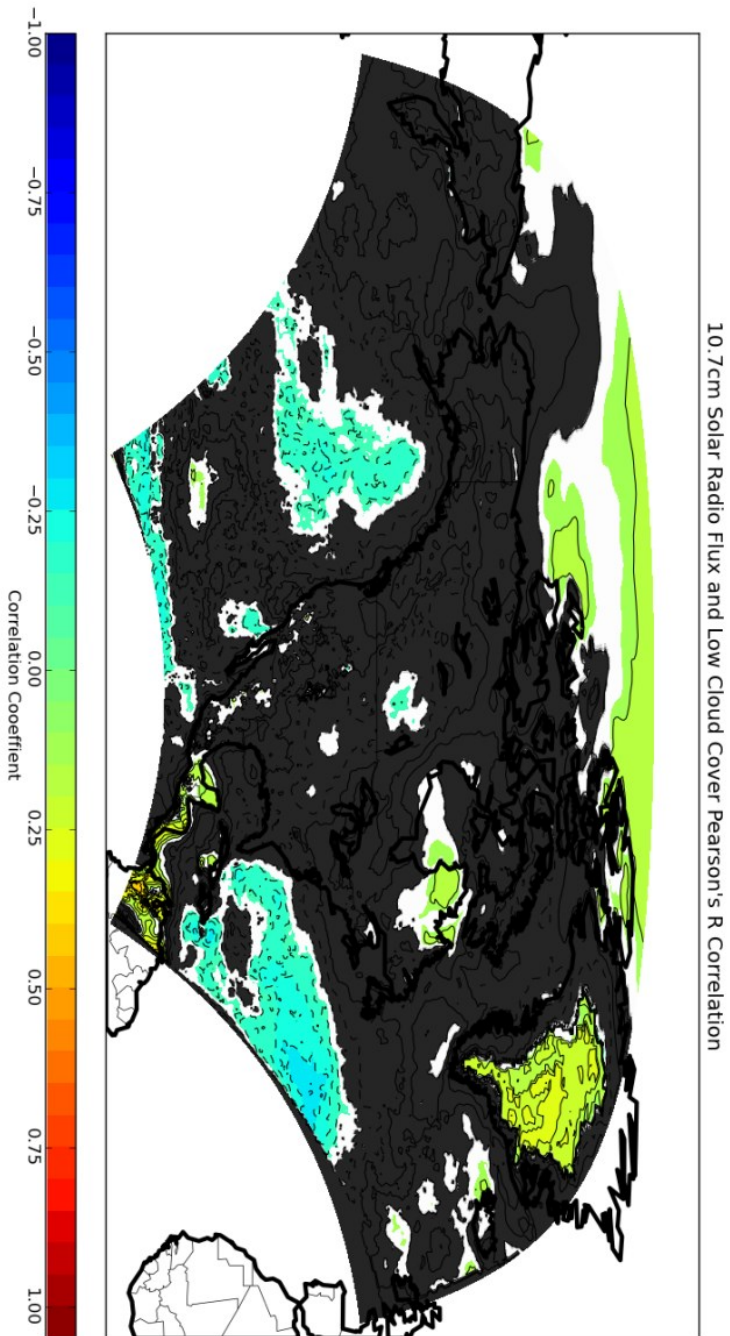 10.7cm Solar Radio Flux and Low Cloud Cover Pearson's R Correlation
−1.00 −0.75 −0.50 −0.25 0.00 0.25 0.50 0.75 1.00
Correlation Cooeffient